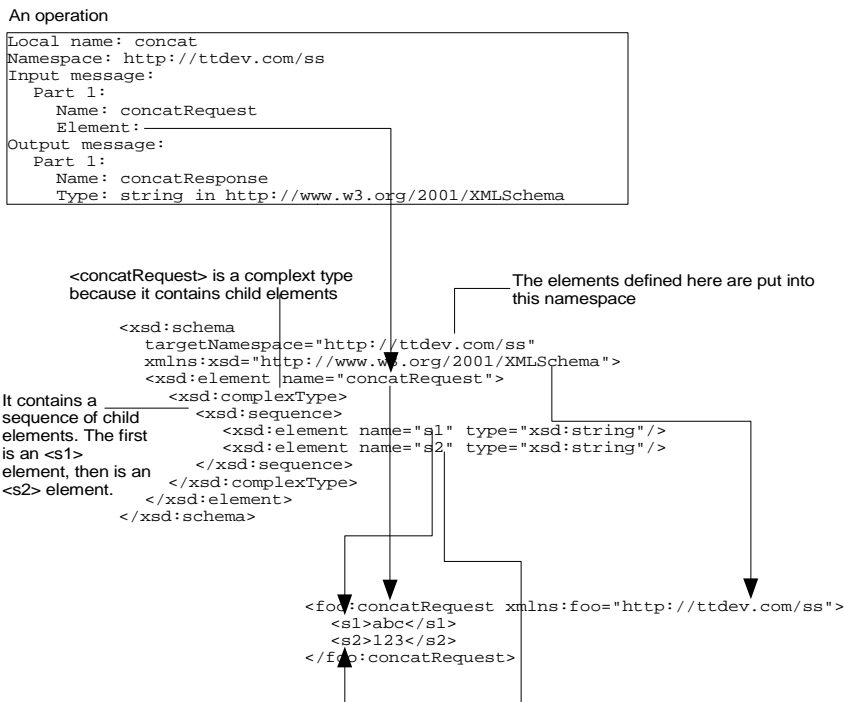 An operation
Local name: concat
Namespace: http://ttdev.com/ss
Input message:
Part 1:
Name: concatRequest
Element:
Output message:
Part 1:
Name: concatResponse
Type: string in http://www.w3.org/2001/XMLSchema
<concatRequest> is a complext type
because it contains child elements
The elements defined here are put into
this namespace
<xsd:schema
targetNamespace="http://ttdev.com/ss"
xmlns:xsd="http://www.w3.org/2001/XMLSchema">
<xsd:element name="concatRequest">
<xsd:complexType>
<xsd:sequence>
<xsd:element name="s1" type="xsd:string"/>
<xsd:element name="s2" type="xsd:string"/>
</xsd:sequence>
</xsd:complexType>
</xsd:element>
</xsd:schema>
It contains a
sequence of child
elements. The first
is an <s1>
element, then is an
<s2> element.
<foo:concatRequest xmlns:foo="http://ttdev.com/ss">
<s1>abc</s1>
<s2>123</s2>
</foo:concatRequest>